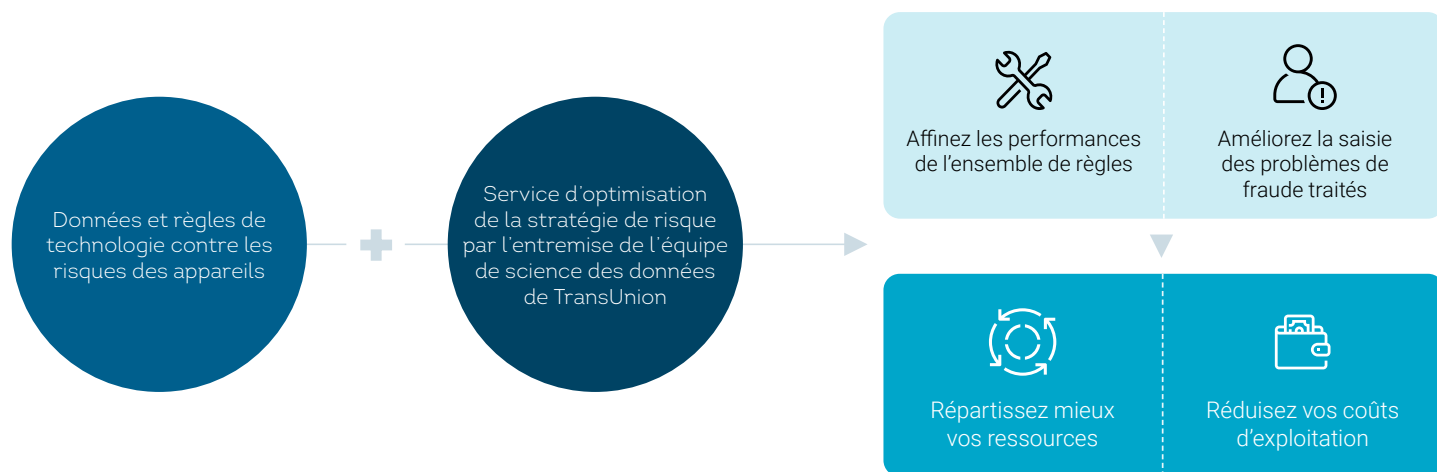 Données et règles de
technologie contre les
risques des appareils
Service d'optimisation
de la stratégie de risque
par l'entremise de l'équipe
de science des données
de TransUnion
Affinez les performances
de l'ensemble de règles
Améliorez la saisie
des problèmes de
fraude traités
Répartissez mieux
vos ressources
Réduisez vos coûts
d'exploitation